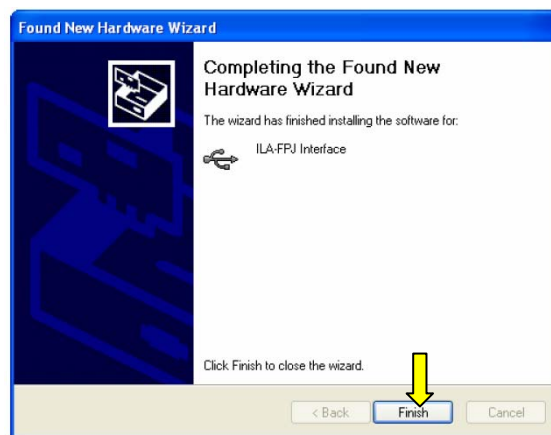 Found New Hardware Wizard
Completing the Found New
Hardware Wizard
The wizard has finished installing the software for:
ILA-FPJ Interface
Click Finish to close the wizard.
< Back
Finish
Cancel